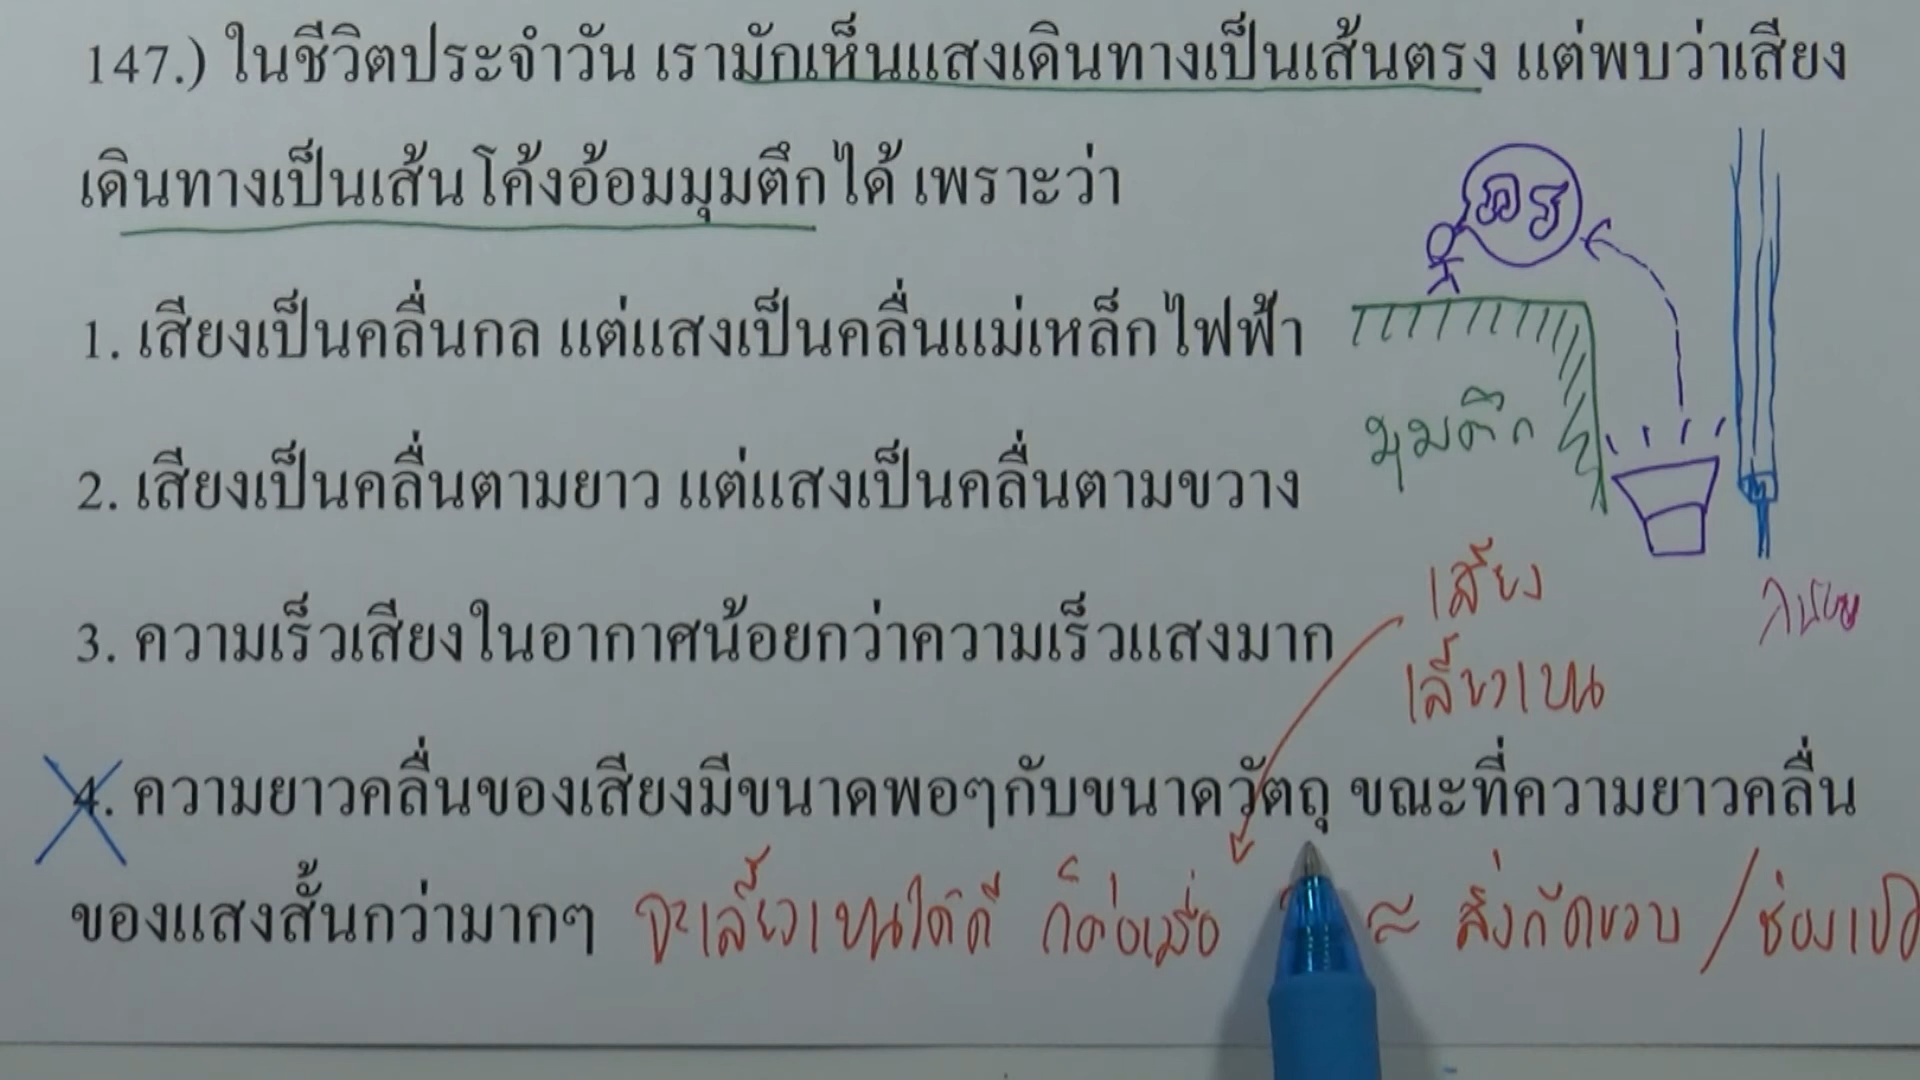 147.) ในชีวิตประจำวัน เรามักเห็นแสงเดินทางเป็นเส้นตรง แต่พบว่าเสียง
เดินทางเป็นเส้นโค้งอ้อมมุมตึกได้ เพราะว่า
1. เสียงเป็นคลื่นกล แต่แสงเป็นคลื่นแม่เหล็กไฟฟ้า
มุมตึก
2. เสียงเป็นคลื่นตามยาว แต่แสงเป็นคลื่นตามขวาง
เสียง
3. ความเร็วเสียงในอากาศน้อยกว่าความเร็วแสงมาก
เลี้ยวเบน
4. ความยาวคลื่นของเสียงมีขนาดพอๆกับขนาดวัตถุ ขณะที่ความยาวคลื่น
ของแสงสั้นกว่ามากๆ จะเลี้ยวเบนได้ดี ก็ต่อเมื่อ ≈ สิ่งกีดขวาง /